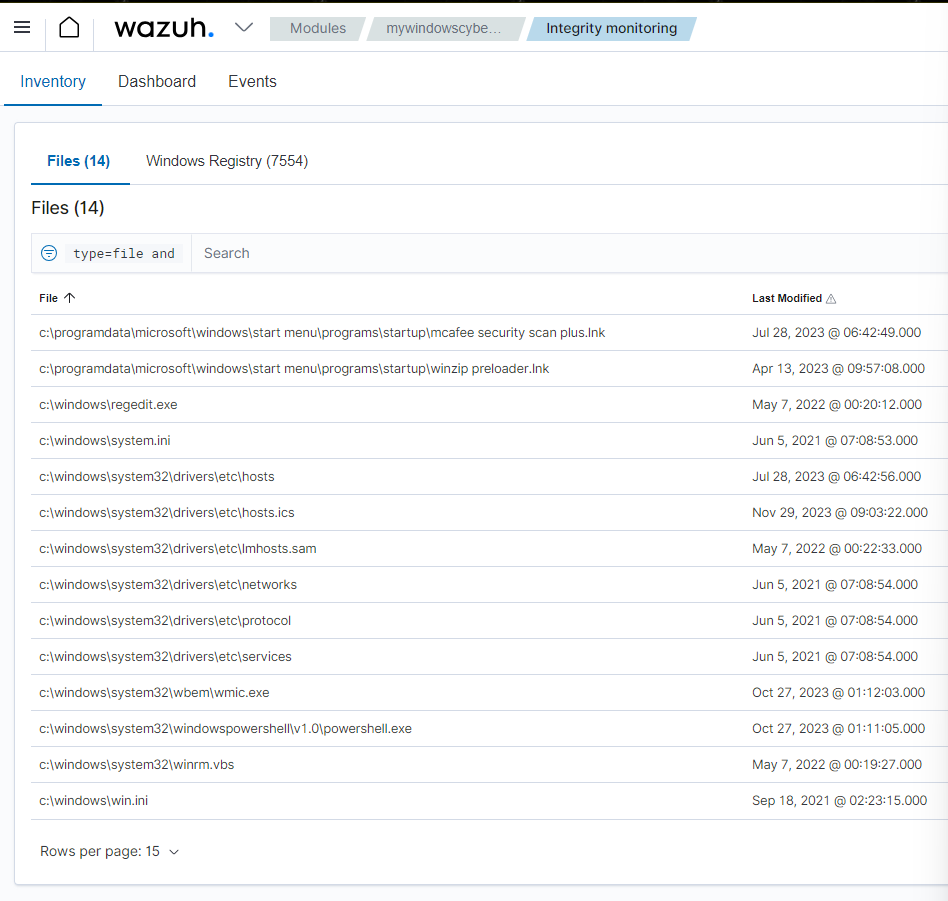 wazuh. Modules mywindowscybe... Integrity monitoring
Inventory Dashboard Events
Files (14) Windows Registry (7554)
Files (14)
type=file and Search
File Last Modified
c:\programdata\microsoft\windows\start menu\programs\startup\mcafee security scan plus.lnk Jul 28, 2023 @ 06:42:49.000
c:\programdata\microsoft\windows\start menu\programs\startup\winzip preloader.lnk Apr 13, 2023 @ 09:57:08.000
c:\windows\regedit.exe May 7, 2022 @ 00:20:12.000
c:\windows\system.ini Jun 5, 2021 @ 07:08:53.000
c:\windows\system32\drivers\etc\hosts Jul 28, 2023 @ 06:42:56.000
c:\windows\system32\drivers\etc\hosts.ics Nov 29, 2023 @ 09:03:22.000
c:\windows\system32\drivers\etc\lmhosts.sam May 7, 2022 @ 00:22:33.000
c:\windows\system32\drivers\etc\networks Jun 5, 2021 @ 07:08:54.000
c:\windows\system32\drivers\etc\protocol Jun 5, 2021 @ 07:08:54.000
c:\windows\system32\drivers\etc\services Jun 5, 2021 @ 07:08:54.000
c:\windows\system32\wbem\wmic.exe Oct 27, 2023 @ 01:12:03.000
c:\windows\system32\windowspowershell\v1.0\powershell.exe Oct 27, 2023 @ 01:11:05.000
c:\windows\system32\winrm.vbs May 7, 2022 @ 00:19:27.000
c:\windows\win.ini Sep 18, 2021 @ 02:23:15.000
Rows per page: 15